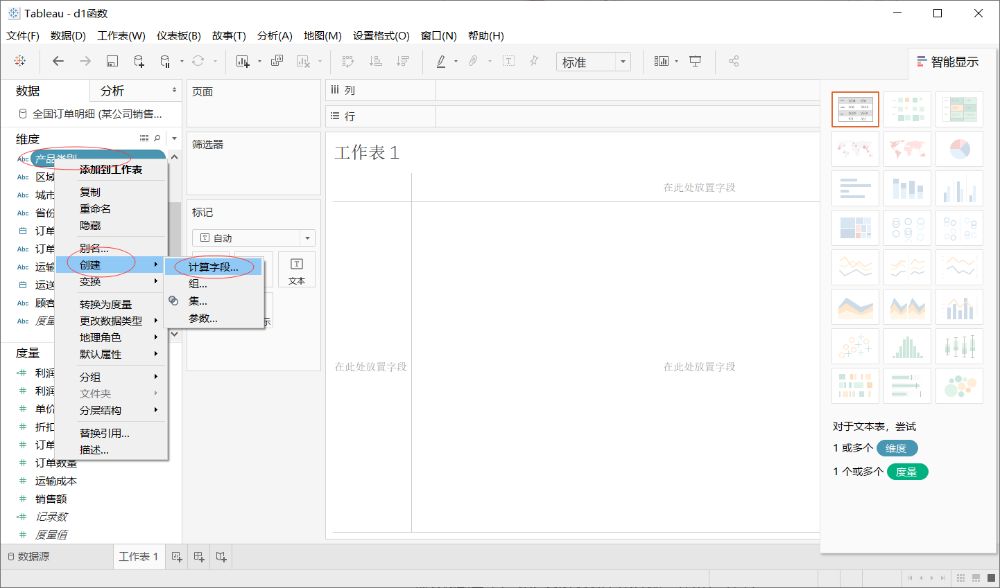 Tableau - d1函数
文件(F) 数据(D) 工作表(W) 仪表板(B) 故事(T) 分析(A) 地图(M) 设置格式(O) 窗口(N) 帮助(H)
标准
智能显示
数据 分析
全国订单明细 (某公司销售...
维度
Abc 产品类别
Abc 区域
Abc 城市
Abc 省份
订单
Abc 订单
Abc 运输
运送
Abc 顾客
Abc 度量
添加到工作表
复制
重命名
隐藏
别名...
创建
变换
转换为度量
更改数据类型
地理角色
默认属性
分组
文件夹
分层结构
替换引用...
描述...
计算字段...
组...
集...
参数...
度量
利润
利润
单价
折扣
订单
订单数量
运输成本
销售额
记录数
度量值
页面
筛选器
标记
自动
文本
示
列
行
工作表 1
在此处放置字段
在此处放置字段
在此处放置字段
对于文本表，尝试
1 或多个 维度
1 个或多个 度量
数据源 工作表 1